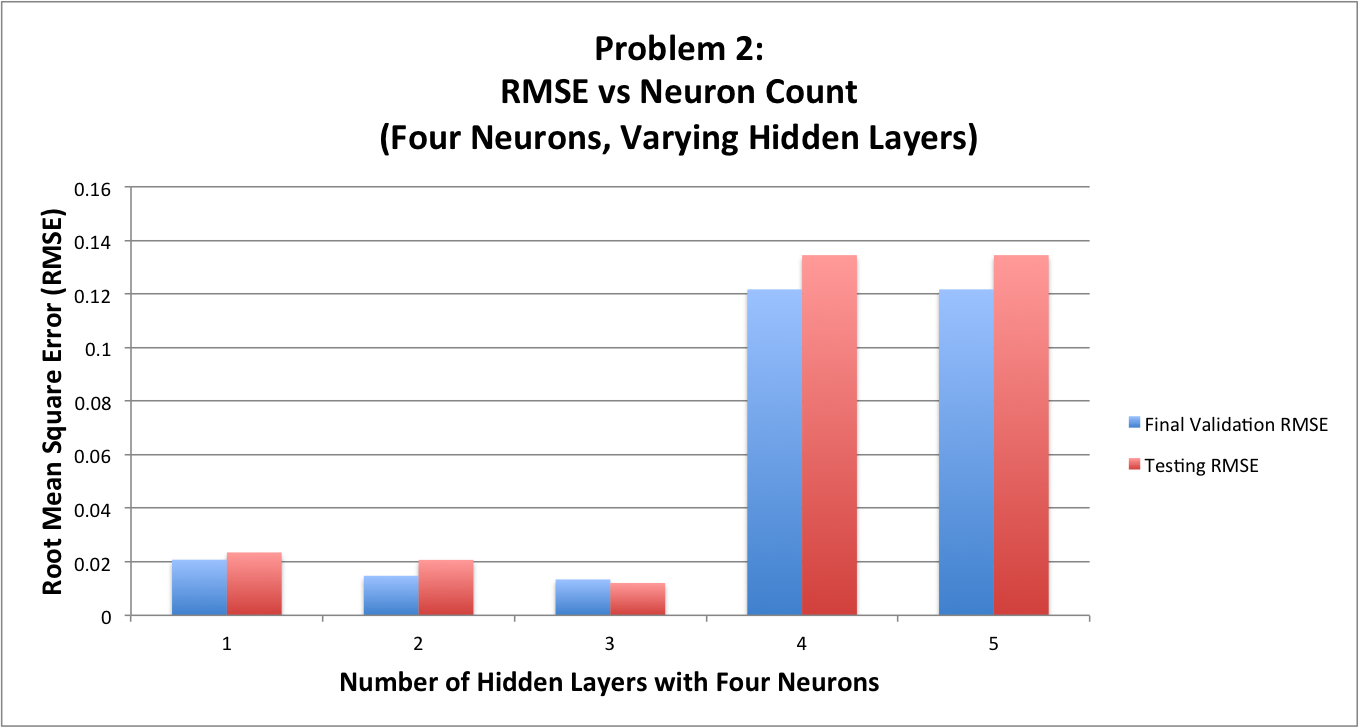 Problem 2:
RMSE vs Neuron Count
(Four Neurons, Varying Hidden Layers)
Root Mean Square Error (RMSE)
0.16
0.14
0.12
0.1
0.08
0.06
0.04
0.02
0
1 2 3 4 5
Number of Hidden Layers with Four Neurons
Final Validation RMSE
Testing RMSE